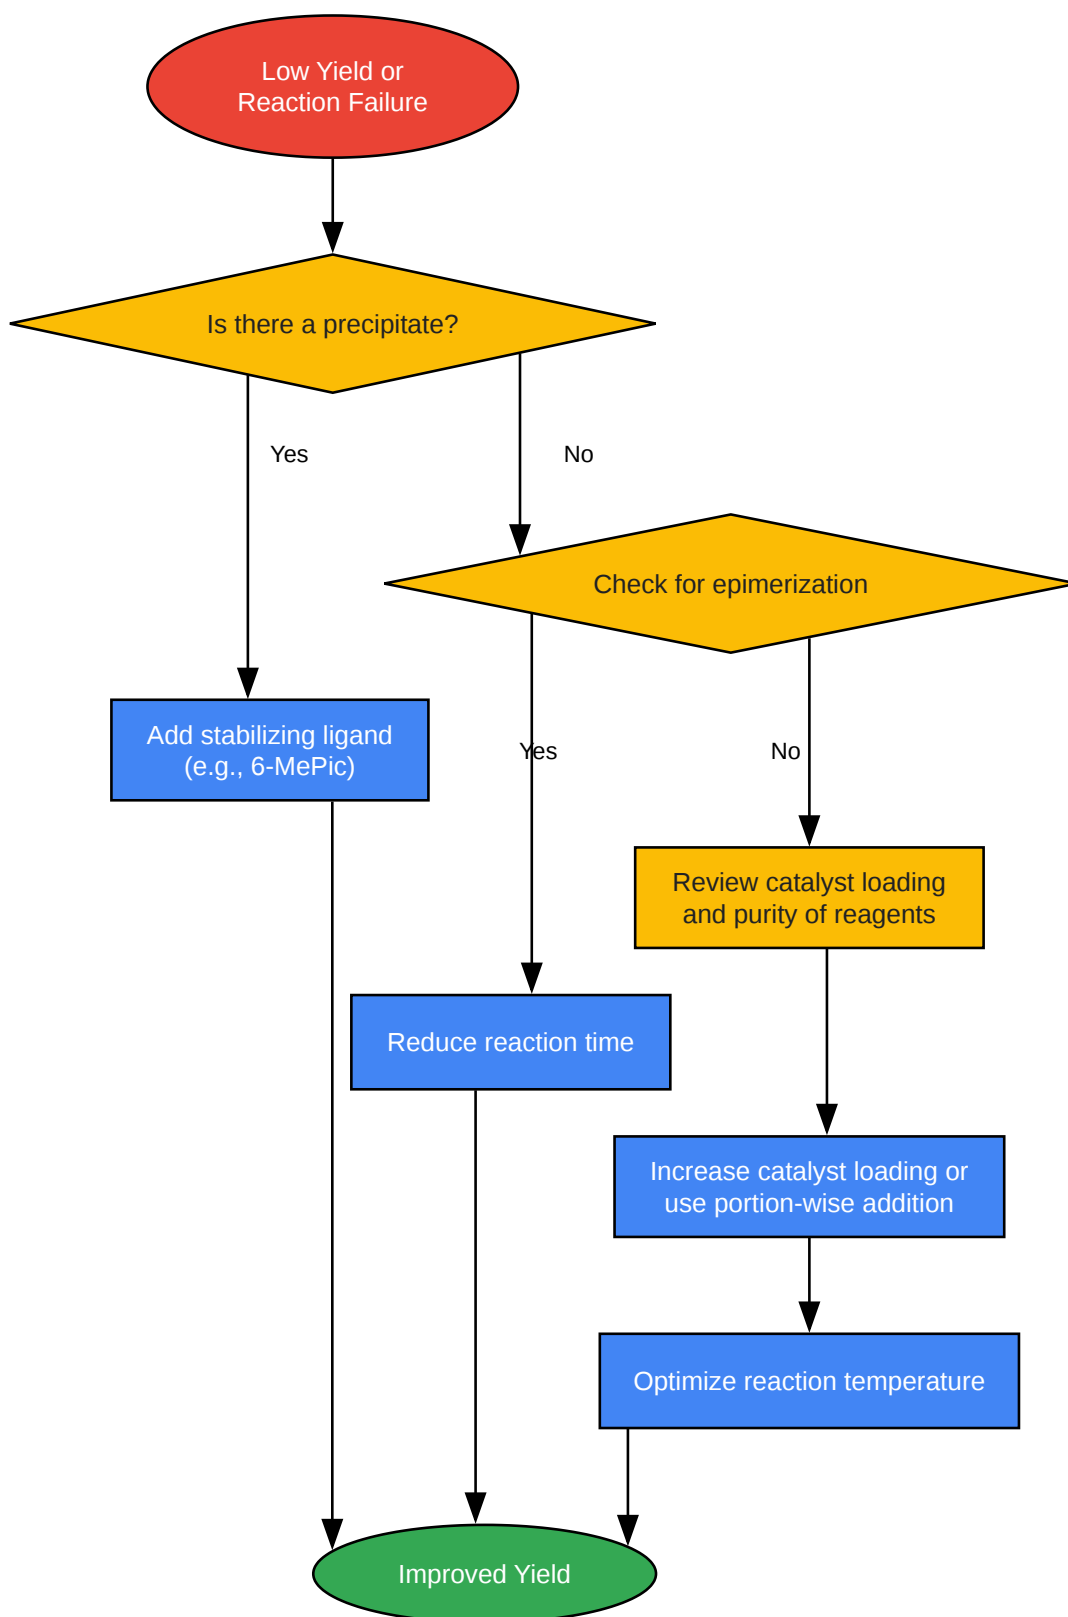 Low Yield or
Reaction Failure
Is there a precipitate?
Yes
No
Check for epimerization
Add stabilizing ligand
(e.g., 6-MePic)
Yes
No
Review catalyst loading
and purity of reagents
Reduce reaction time
Increase catalyst loading or
use portion-wise addition
Optimize reaction temperature
Improved Yield